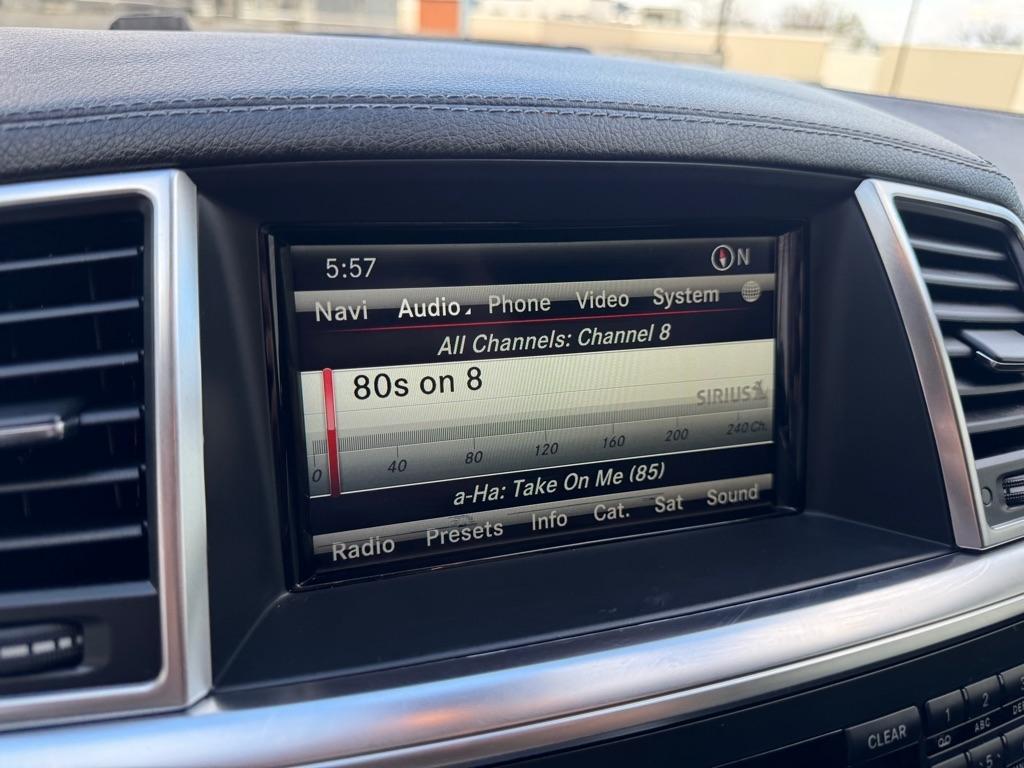 5:57 N
Navi Audio Phone Video System
All Channels: Channel 8
80s on 8
SIRIUS
0 40 80 120 160 200 240 Ch.
a-Ha: Take On Me (85)
Radio Presets Info Cat. Sat Sound
CLEAR 1 2 3
ABC
5